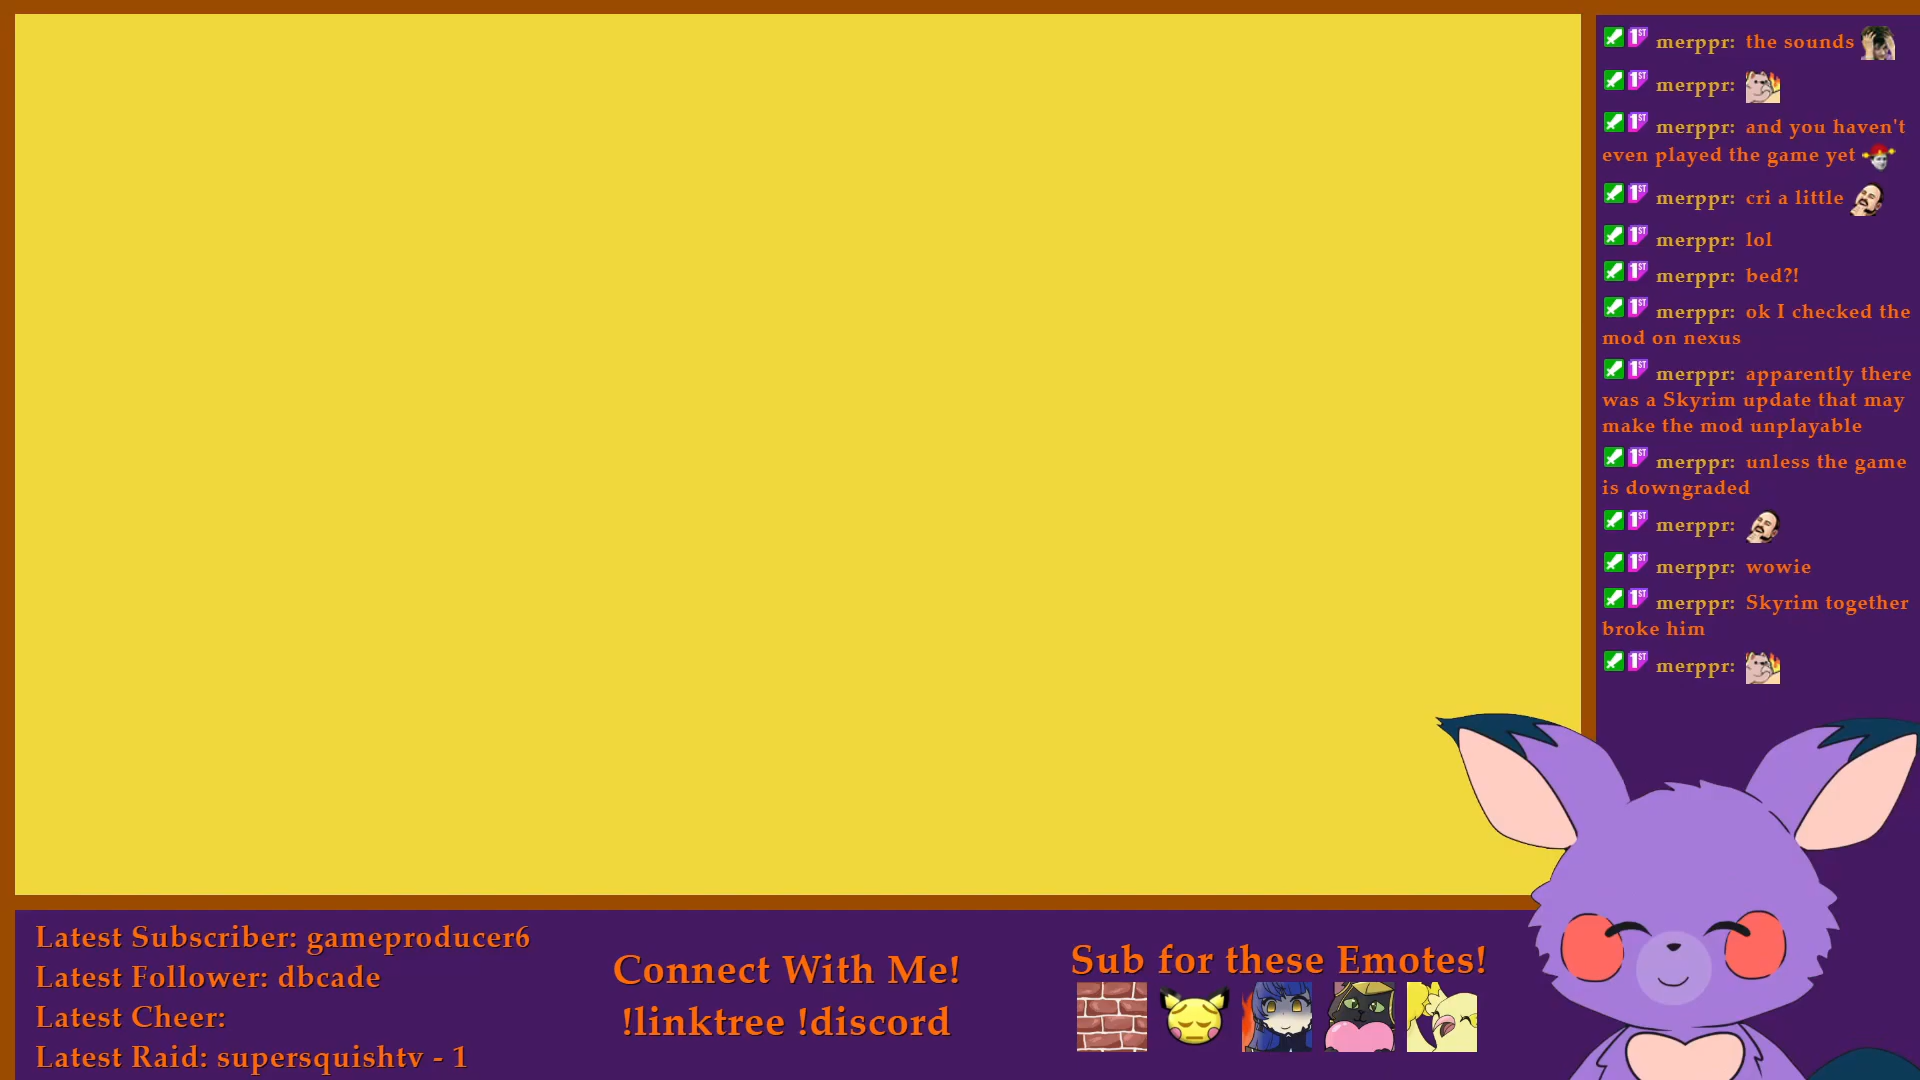 merppr: the sounds
merppr:
merppr: and you haven't
even played the game yet
merppr: cri a little
merppr: lol
merppr: bed?!
merppr: ok I checked the
mod on nexus
merppr: apparently there
was a Skyrim update that may
make the mod unplayable
merppr: unless the game
is downgraded
merppr:
merppr: wowie
merppr: Skyrim together
broke him
merppr:
Latest Subscriber: gameproducer6
Latest Follower: dbcade
Latest Cheer:
Latest Raid: supersquishtv - 1
Connect With Me!
!linktree !discord
Sub for these Emotes!